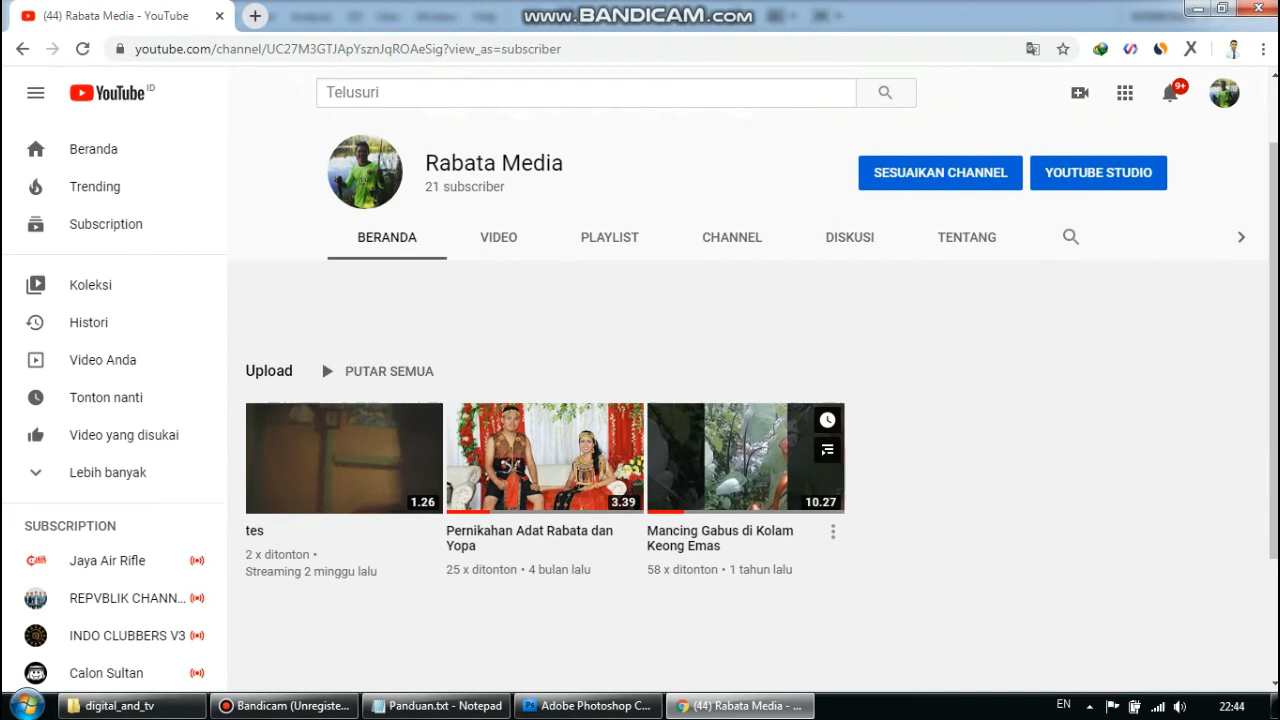 www.BANDICAM.com
(44) Rabata Media - YouTube
youtube.com/channel/UC27M3GTJApYsznJqROAeSig?view_as=subscriber
YouTube ID
Telusuri
9+
Beranda
Trending
Subscription
Koleksi
Histori
Video Anda
Tonton nanti
Video yang disukai
Lebih banyak
SUBSCRIPTION
Jaya Air Rifle
REPVBLIK CHANN...
INDO CLUBBERS V3
Calon Sultan
Rabata Media
21 subscriber
SESUAIKAN CHANNEL
YOUTUBE STUDIO
BERANDA
VIDEO
PLAYLIST
CHANNEL
DISKUSI
TENTANG
Upload
PUTAR SEMUA
1.26
tes
2 x ditonton •
Streaming 2 minggu lalu
3.39
Pernikahan Adat Rabata dan
Yopa
25 x ditonton • 4 bulan lalu
10.27
Mancing Gabus di Kolam
Keong Emas
58 x ditonton • 1 tahun lalu
digital_and_tv
Bandicam (Unregiste...
Panduan.txt - Notepad
Adobe Photoshop C...
(44) Rabata Media - ...
EN
22:44